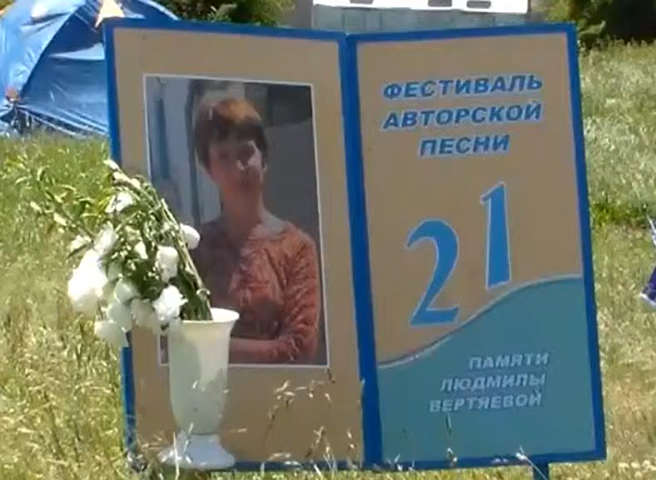 ФЕСТИВАЛЬ
АВТОРСКОЙ
ПЕСНИ
21
ПАМЯТИ
ЛЮДМИЛЫ
ВЕРТЯЕВОЙ